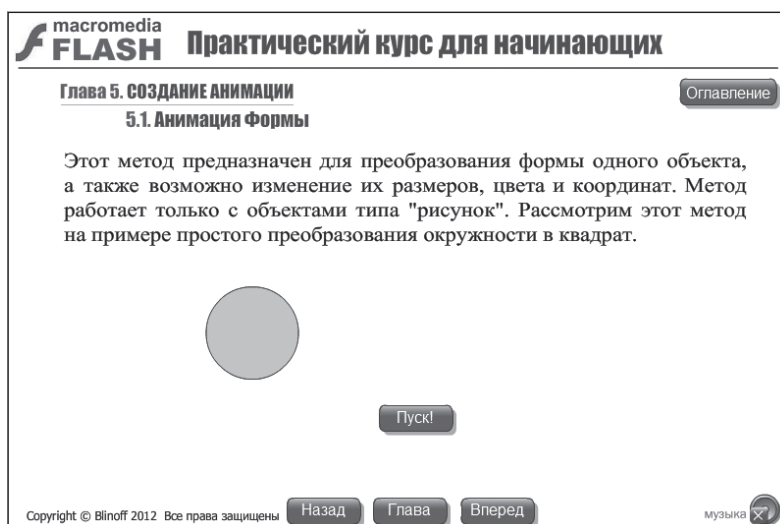 macromedia
FLASH
Практический курс для начинающих
Глава 5. СОЗДАНИЕ АНИМАЦИИ
Оглавление
5.1. Анимация Формы
Этот метод предназначен для преобразования формы одного объекта,
а также возможно изменение их размеров, цвета и координат. Метод
работает только с объектами типа "рисунок". Рассмотрим этот метод
на примере простого преобразования окружности в квадрат.
Пуск!
Copyright © Blinoff 2012 Все права защищены
Назад
Глава
Вперед
музыка